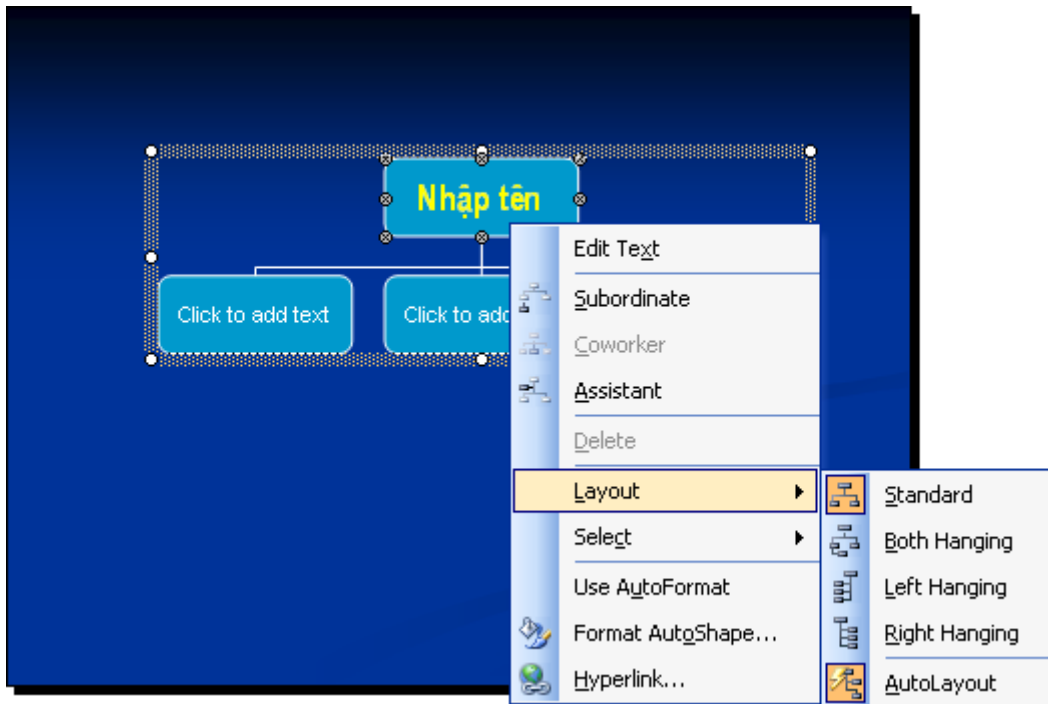 Nhập tên
Click to add text
Click to add
Edit Text
Subordinate
Coworker
Assistant
Delete
Layout
Select
Use AutoFormat
Format AutoShape...
Hyperlink...
Standard
Both Hanging
Left Hanging
Right Hanging
AutoLayout